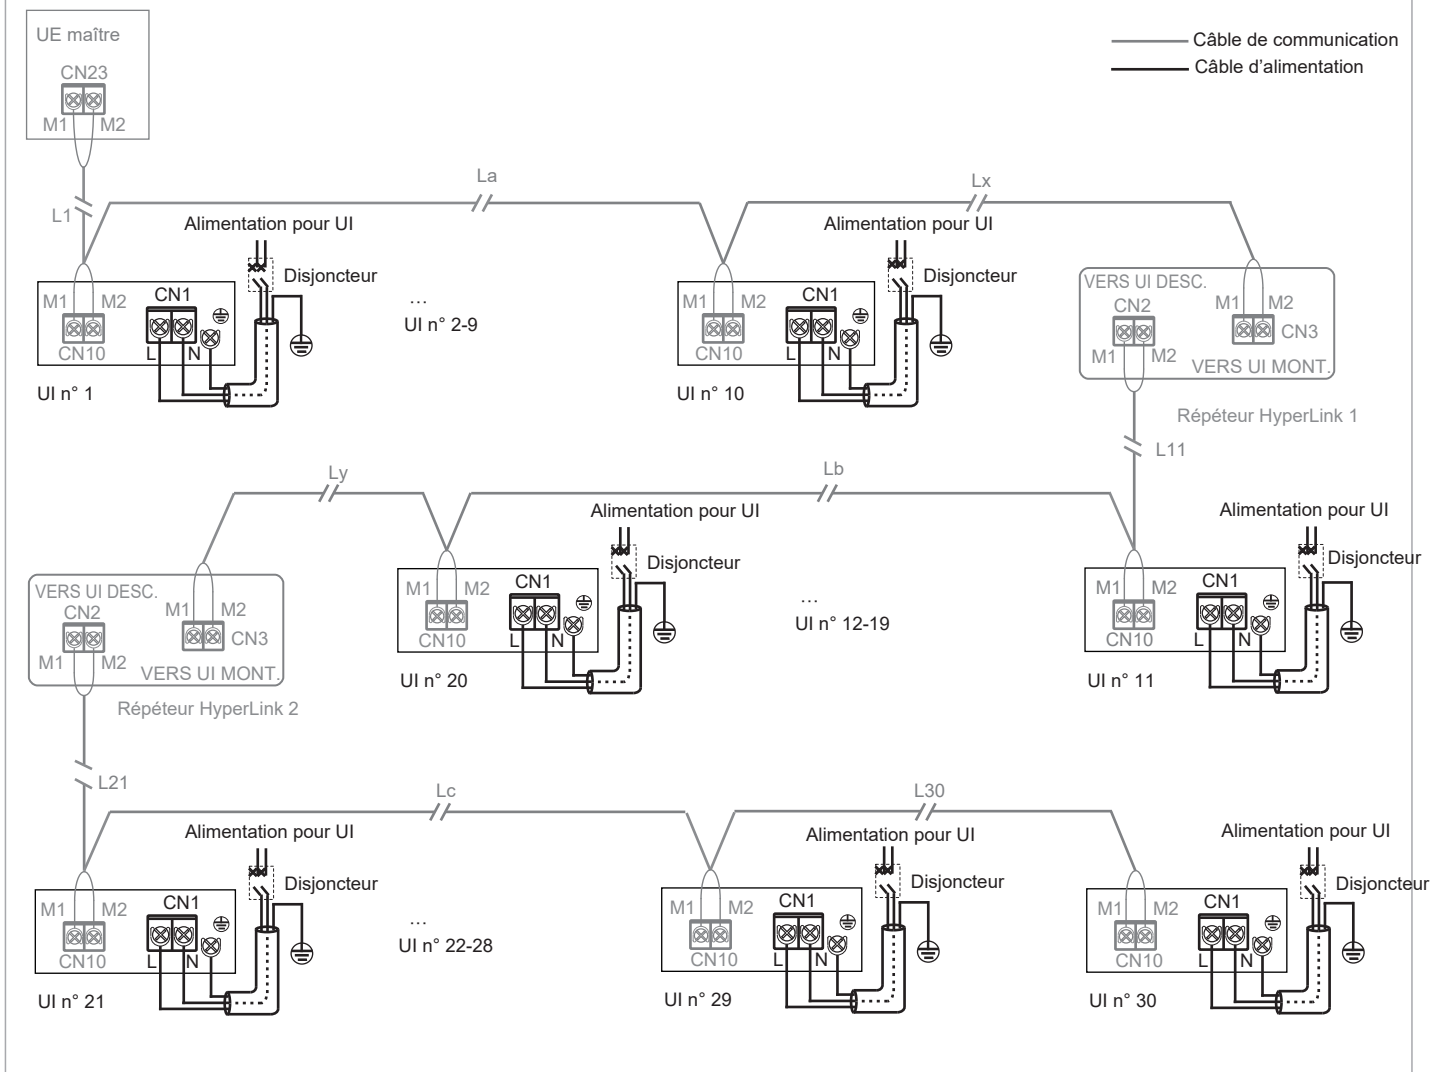 UE maître
CN23
M1 M2
Câble de communication
Câble d'alimentation
L1
La
Lx
Alimentation pour UI
Disjoncteur
M1 M2
CN1
CN10
L N
UI n° 1
...
UI n° 2-9
Alimentation pour UI
Disjoncteur
M1 M2
CN1
CN10
L N
UI n° 10
VERS UI DESC.
CN2
M1 M2
M1 M2
CN3
VERS UI MONT.
Répéteur HyperLink 1
L11
Ly
Lb
VERS UI DESC.
CN2
M1 M2
M1 M2
CN3
VERS UI MONT.
Répéteur HyperLink 2
Alimentation pour UI
Disjoncteur
M1 M2
CN1
CN10
L N
UI n° 20
...
UI n° 12-19
Alimentation pour UI
Disjoncteur
M1 M2
CN1
CN10
L N
UI n° 11
L21
Lc
L30
Alimentation pour UI
Disjoncteur
M1 M2
CN1
CN10
L N
UI n° 21
...
UI n° 22-28
Alimentation pour UI
Disjoncteur
M1 M2
CN1
CN10
L N
UI n° 29
Alimentation pour UI
Disjoncteur
M1 M2
CN1
CN10
L N
UI n° 30